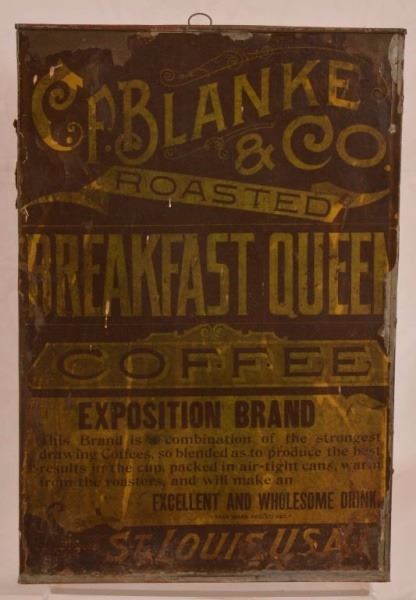 C.F. BLANKE
& CO.
ROASTED
BREAKFAST QUEEN
COFFEE
EXPOSITION BRAND
This Brand is a combination of the strongest
drawing Coffees, so blended as to produce the best
results in the cup, packed in air-tight cans, warm
from the roasters, and will make an
EXCELLENT AND WHOLESOME DRINK.
ST. LOUIS, U.S.A.